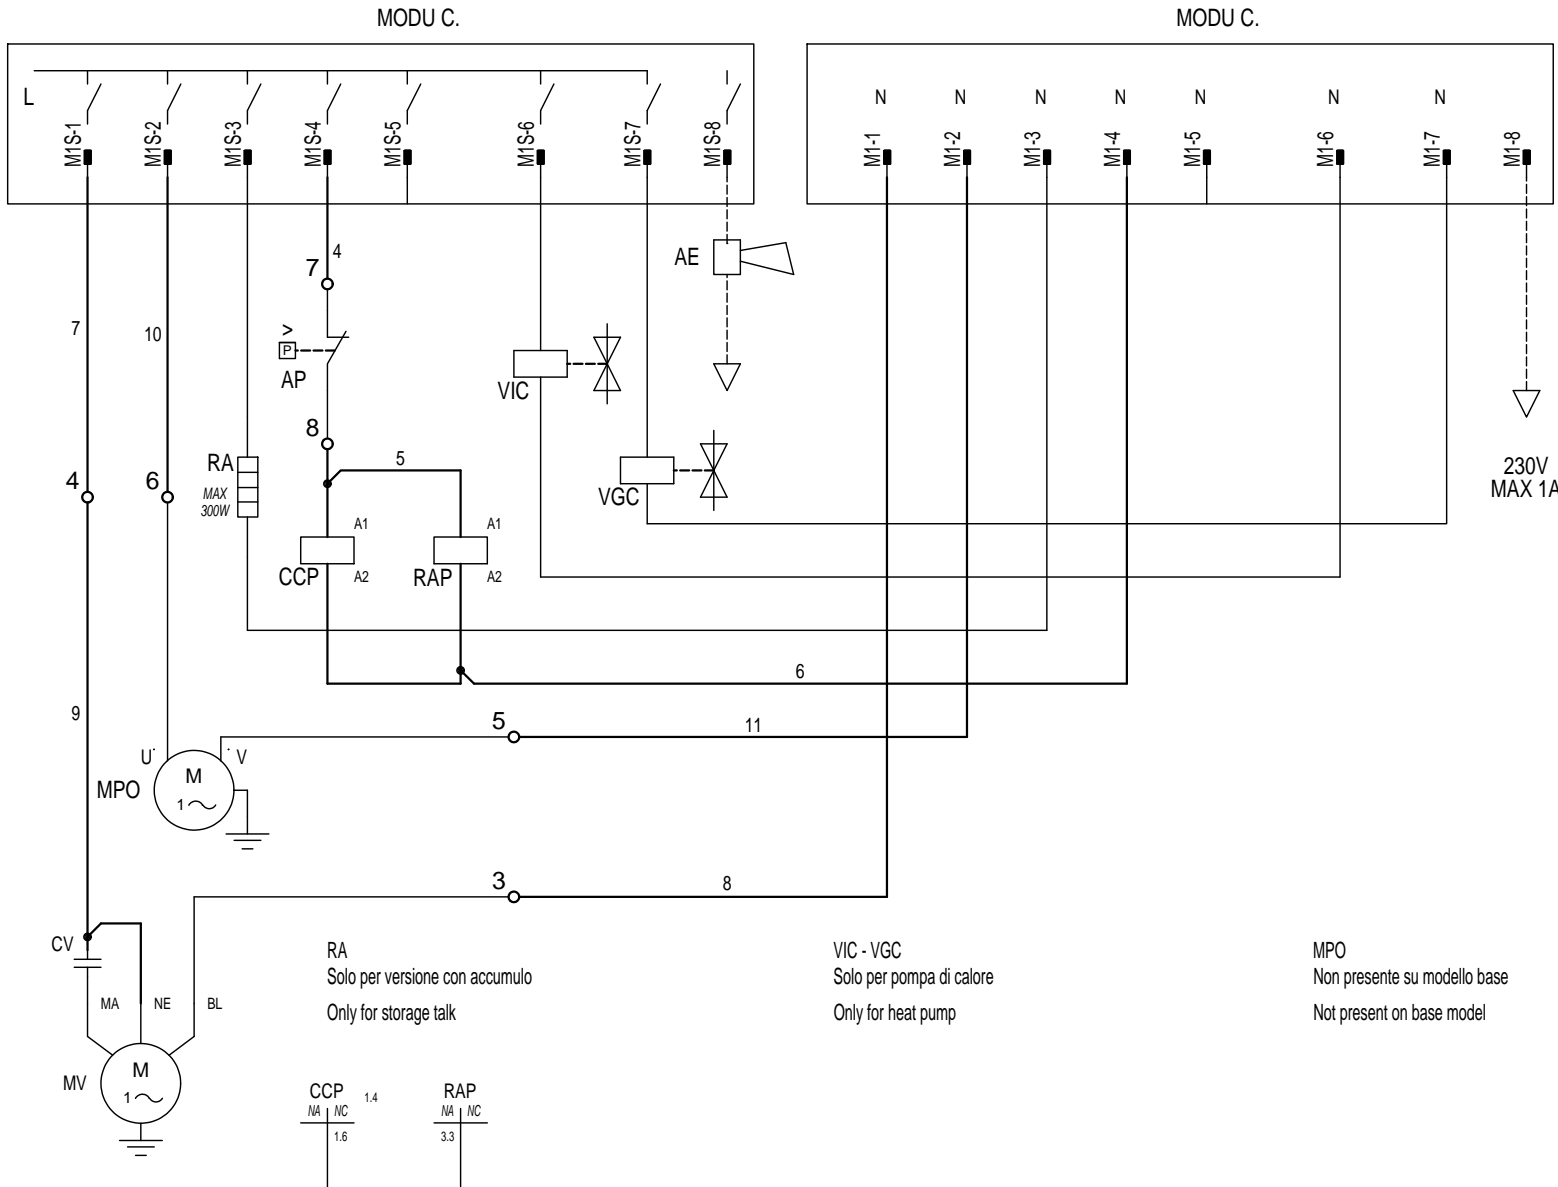 MODU C.
MODU C.
L
M1S-1
M1S-2
M1S-3
M1S-4
M1S-5
M1S-6
M1S-7
M1S-8
N
N
N
N
N
N
N
M1-1
M1-2
M1-3
M1-4
M1-5
M1-6
M1-7
M1-8
4
7
AE
7
10
>
P
AP
VIC
8
5
4
6
RA
MAX
300W
VGC
230V
MAX 1A
A1
A1
CCP
A2
RAP
A2
6
9
5
11
U
V
MPO
M
1
3
8
CV
MA
NE
BL
RA
Solo per versione con accumulo
Only for storage talk
VIC - VGC
Solo per pompa di calore
Only for heat pump
MPO
Non presente su modello base
Not present on base model
MV
M
1
CCP
1.4
NA
NC
1.6
RAP
NA
NC
3.3